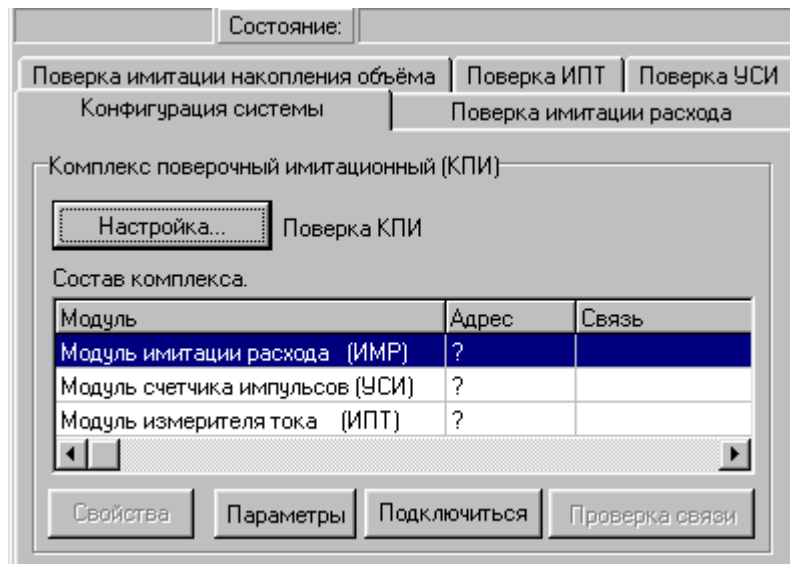 Состояние:
Поверка имитации накопления объёма Поверка ИПТ Поверка УСИ
Конфигурация системы Поверка имитации расхода
Комплекс поверочный имитационный (КПИ)
Настройка... Поверка КПИ
Состав комплекса.
Модуль Адрес Связь
Модуль имитации расхода (ИМР) ?
Модуль счетчика импульсов (УСИ) ?
Модуль измерителя тока (ИПТ) ?
Свойства Параметры Подключиться Проверка связи